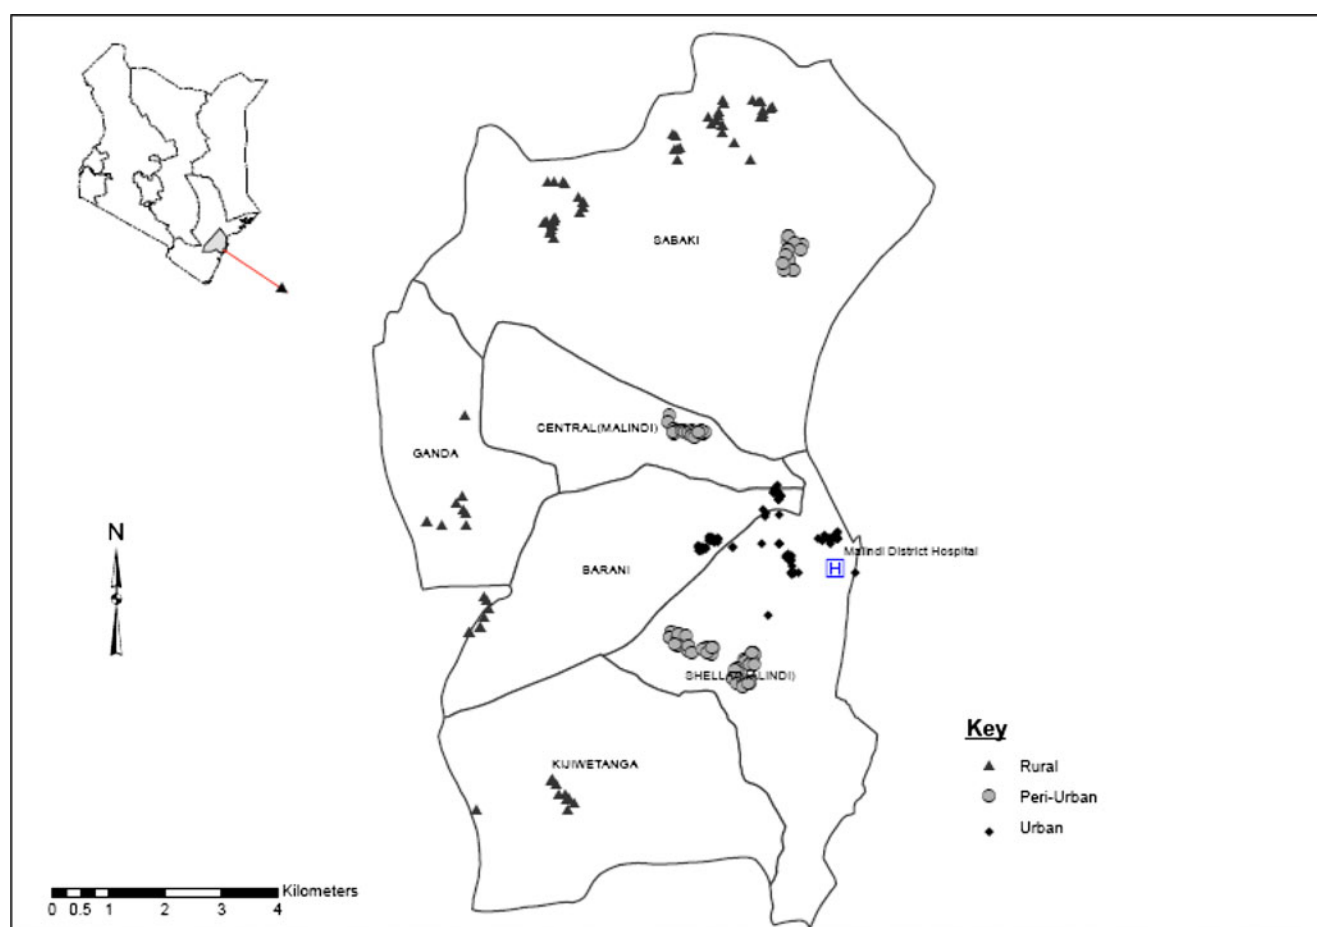 SABAKI
CENTRAL(MALINDI)
GANDA
N
Malindi District Hospital
H
BARANI
SHELLA(MALINDI)
Key
KIJIWETANGA
Rural
Peri-Urban
Urban
Kilometers
0 0.5 1 2 3 4